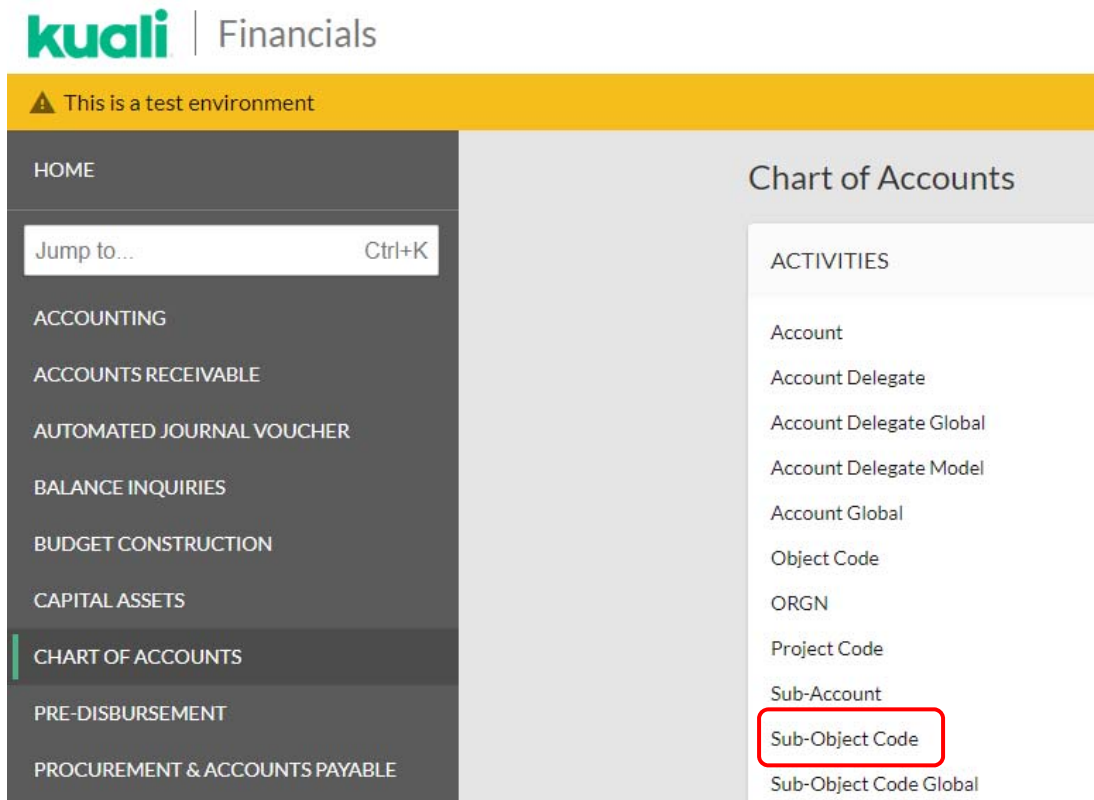 kuali Financials
This is a test environment
HOME
Jump to... Ctrl+K
ACCOUNTING
ACCOUNTS RECEIVABLE
AUTOMATED JOURNAL VOUCHER
BALANCE INQUIRIES
BUDGET CONSTRUCTION
CAPITAL ASSETS
CHART OF ACCOUNTS
PRE-DISBURSEMENT
PROCUREMENT & ACCOUNTS PAYABLE
Chart of Accounts
ACTIVITIES
Account
Account Delegate
Account Delegate Global
Account Delegate Model
Account Global
Object Code
ORGN
Project Code
Sub-Account
Sub-Object Code
Sub-Object Code Global